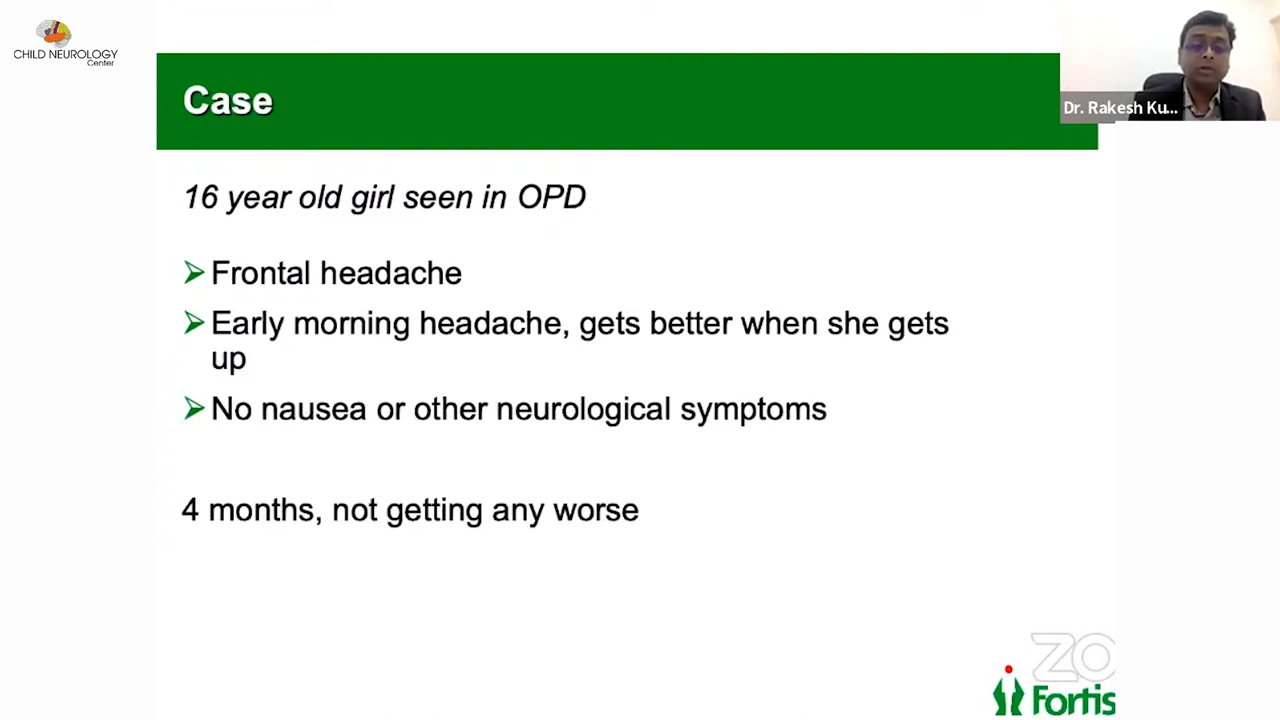 CHILD NEUROLOGY
Center
Case
Dr. Rakesh Ku...
16 year old girl seen in OPD
Frontal headache
Early morning headache, gets better when she gets
up
No nausea or other neurological symptoms
4 months, not getting any worse
ZO
Fortis